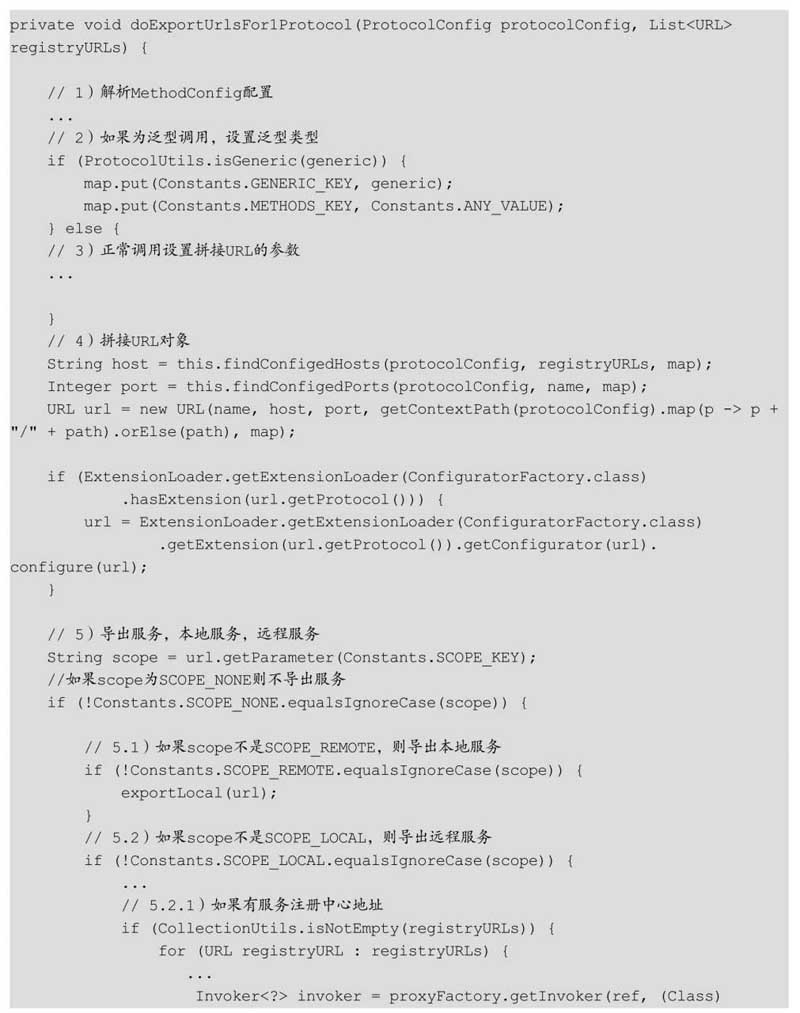 private void doExportUrlsFor1Protocol(ProtocolConfig protocolConfig, List<URL>
registryURLs) {
// 1）解析MethodConfig配置
...
// 2）如果为泛型调用，设置泛型类型
if (ProtocolUtils.isGeneric(generic)) {
map.put(Constants.GENERIC_KEY, generic);
map.put(Constants.METHODS_KEY, Constants.ANY_VALUE);
} else {
// 3）正常调用设置拼接URL的参数
...
}
// 4）拼接URL对象
String host = this.findConfigedHosts(protocolConfig, registryURLs, map);
Integer port = this.findConfigedPorts(protocolConfig, name, map);
URL url = new URL(name, host, port, getContextPath(protocolConfig).map(p -> p +
"/" + path).orElse(path), map);
if (ExtensionLoader.getExtensionLoader(ConfiguratorFactory.class)
.hasExtension(url.getProtocol())) {
url = ExtensionLoader.getExtensionLoader(ConfiguratorFactory.class)
.getExtension(url.getProtocol()).getConfigurator(url).
configure(url);
}
// 5）导出服务，本地服务，远程服务
String scope = url.getParameter(Constants.SCOPE_KEY);
//如果scope为SCOPE_NONE则不导出服务
if (!Constants.SCOPE_NONE.equalsIgnoreCase(scope)) {
// 5.1）如果scope不是SCOPE_REMOTE，则导出本地服务
if (!Constants.SCOPE_REMOTE.equalsIgnoreCase(scope)) {
exportLocal(url);
}
// 5.2）如果scope不是SCOPE_LOCAL，则导出远程服务
if (!Constants.SCOPE_LOCAL.equalsIgnoreCase(scope)) {
...
// 5.2.1）如果有服务注册中心地址
if (CollectionUtils.isNotEmpty(registryURLs)) {
for (URL registryURL : registryURLs) {
...
Invoker<?> invoker = proxyFactory.getInvoker(ref, (Class)